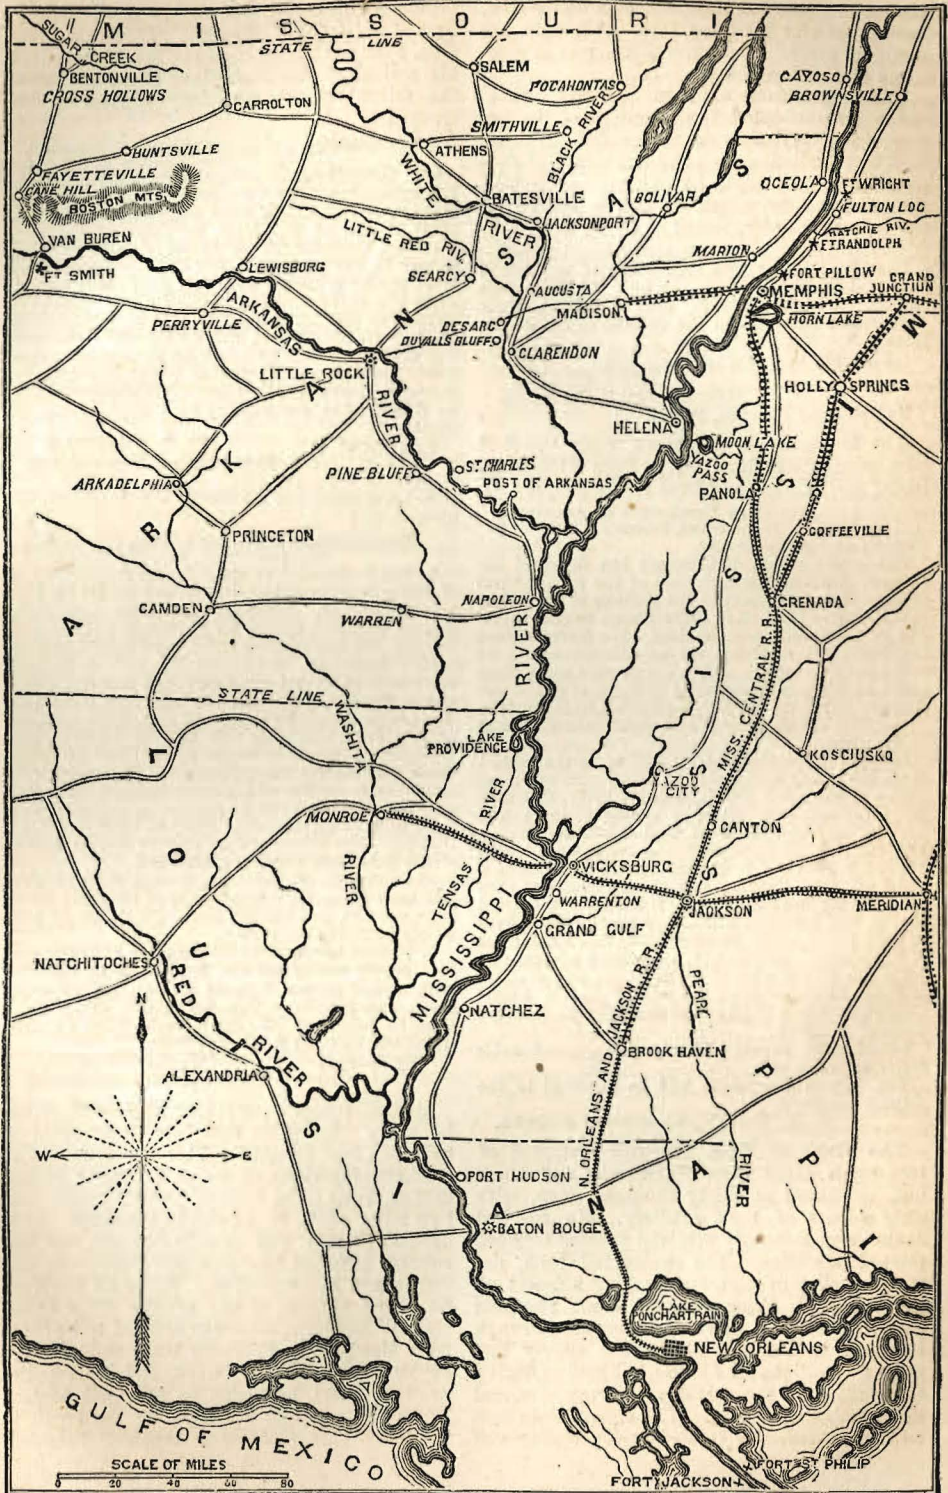 MISSOURI
STATE LINE
SUGAR CREEK
BENTONVILLE
CROSS HOLLOWS
CARROLTON
SALEM
POCAHONTAS
CAYOSO
BROWNSVILLE
SMITHVILLE
BLACK RIVER
ATHENS
HUNTSVILLE
FAYETTEVILLE
CANE HILL
BOSTON MTS.
WHITE RIVER
BATESVILLE
BOLIVAR
OCEOLA
FT WRIGHT
FULTON LOG
HATCHIE RIV.
FT RANDOLPH
JACKSONPORT
LITTLE RED RIV.
VAN BUREN
FT SMITH
LEWISBURG
SEARCY
MARION
FORT PILLOW
GRAND JUNCTIUN
MEMPHIS
HORN LAKE
AUGUSTA
MADISON
PERRYVILLE
ARKANSAS RIVER
DESARC
DUVALLS BLUFF
CLARENDON
LITTLE ROCK
HOLLY SPRINGS
HELENA
MOON LAKE
YAZOO PASS
PANOLA
ST CHARLES
PINE BLUFF
POST OF ARKANSAS
ARKADELPHIA
PRINCETON
COFFEEVILLE
CAMDEN
WARREN
NAPOLEON
GRENADA
ARKANSAS
MISSISSIPPI
STATE LINE
WASHITA RIVER
LAKE PROVIDENCE
MISS. CENTRAL R.R.
KOSCIUSKO
YAZOO CITY
MONROE
TENSAS RIVER
CANTON
VICKSBURG
WARRENTON
JACKSON
MERIDIAN
GRAND GULF
MISSISSIPPI RIVER
NATCHITOCHES
RED RIVER
NATCHEZ
PEARL RIVER
BROOK HAVEN
N. ORLEANS AND JACKSON R.R.
ALEXANDRIA
LOUISIANA
N
W
E
PORT HUDSON
BATON ROUGE
LAKE PONCHARTRAIN
NEW ORLEANS
GULF OF MEXICO
SCALE OF MILES
20 40 60 80
FORT JACKSON
FORT ST PHILIP